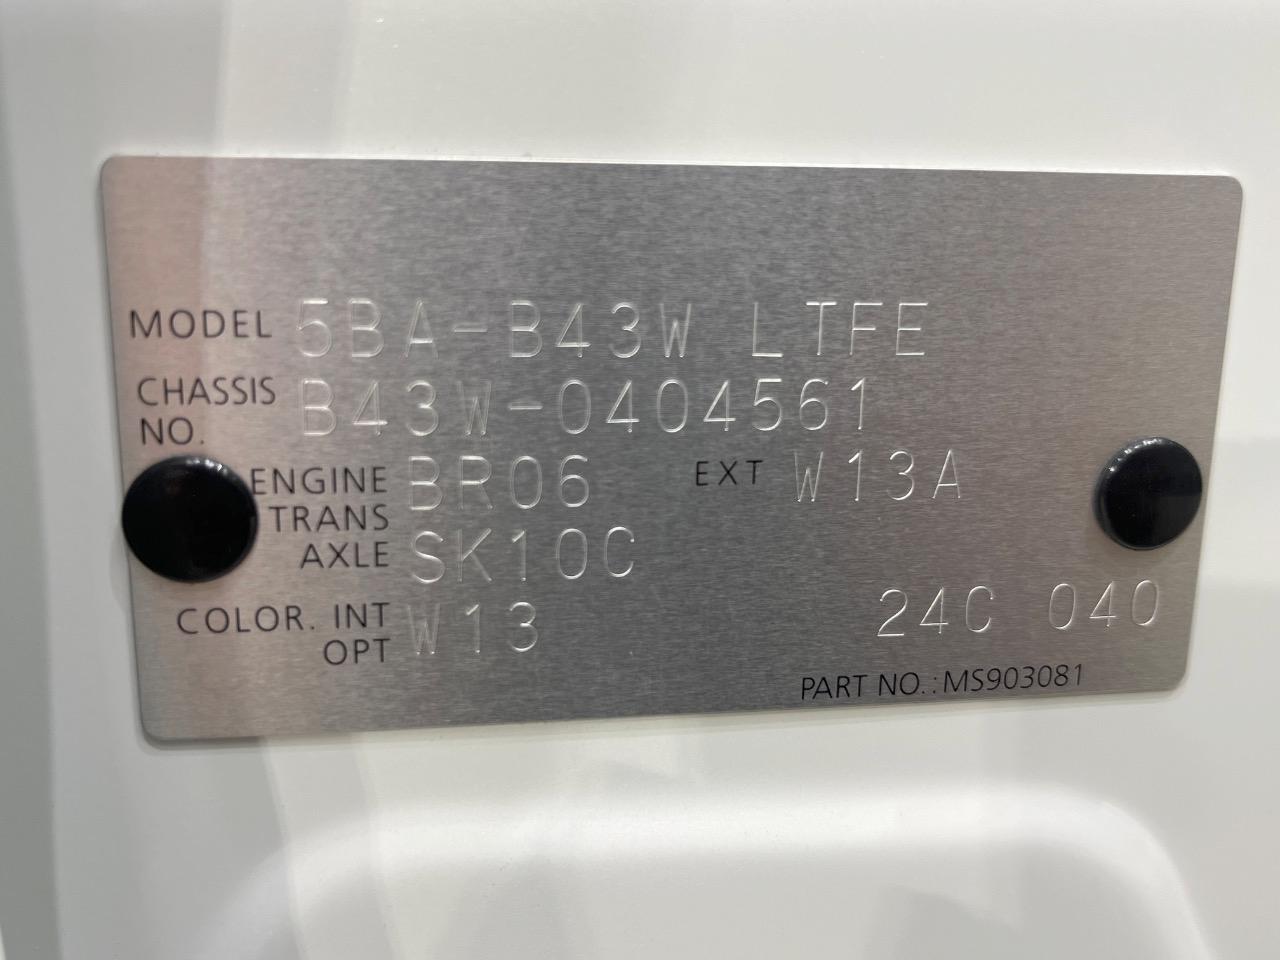 MODEL 5BA-B43W LTFE
CHASSIS NO. B43W-0404561
ENGINE BR06 EXT W13A
TRANS AXLE SK10C
COLOR. INT OPT W13 24C 040
PART NO.:MS903081